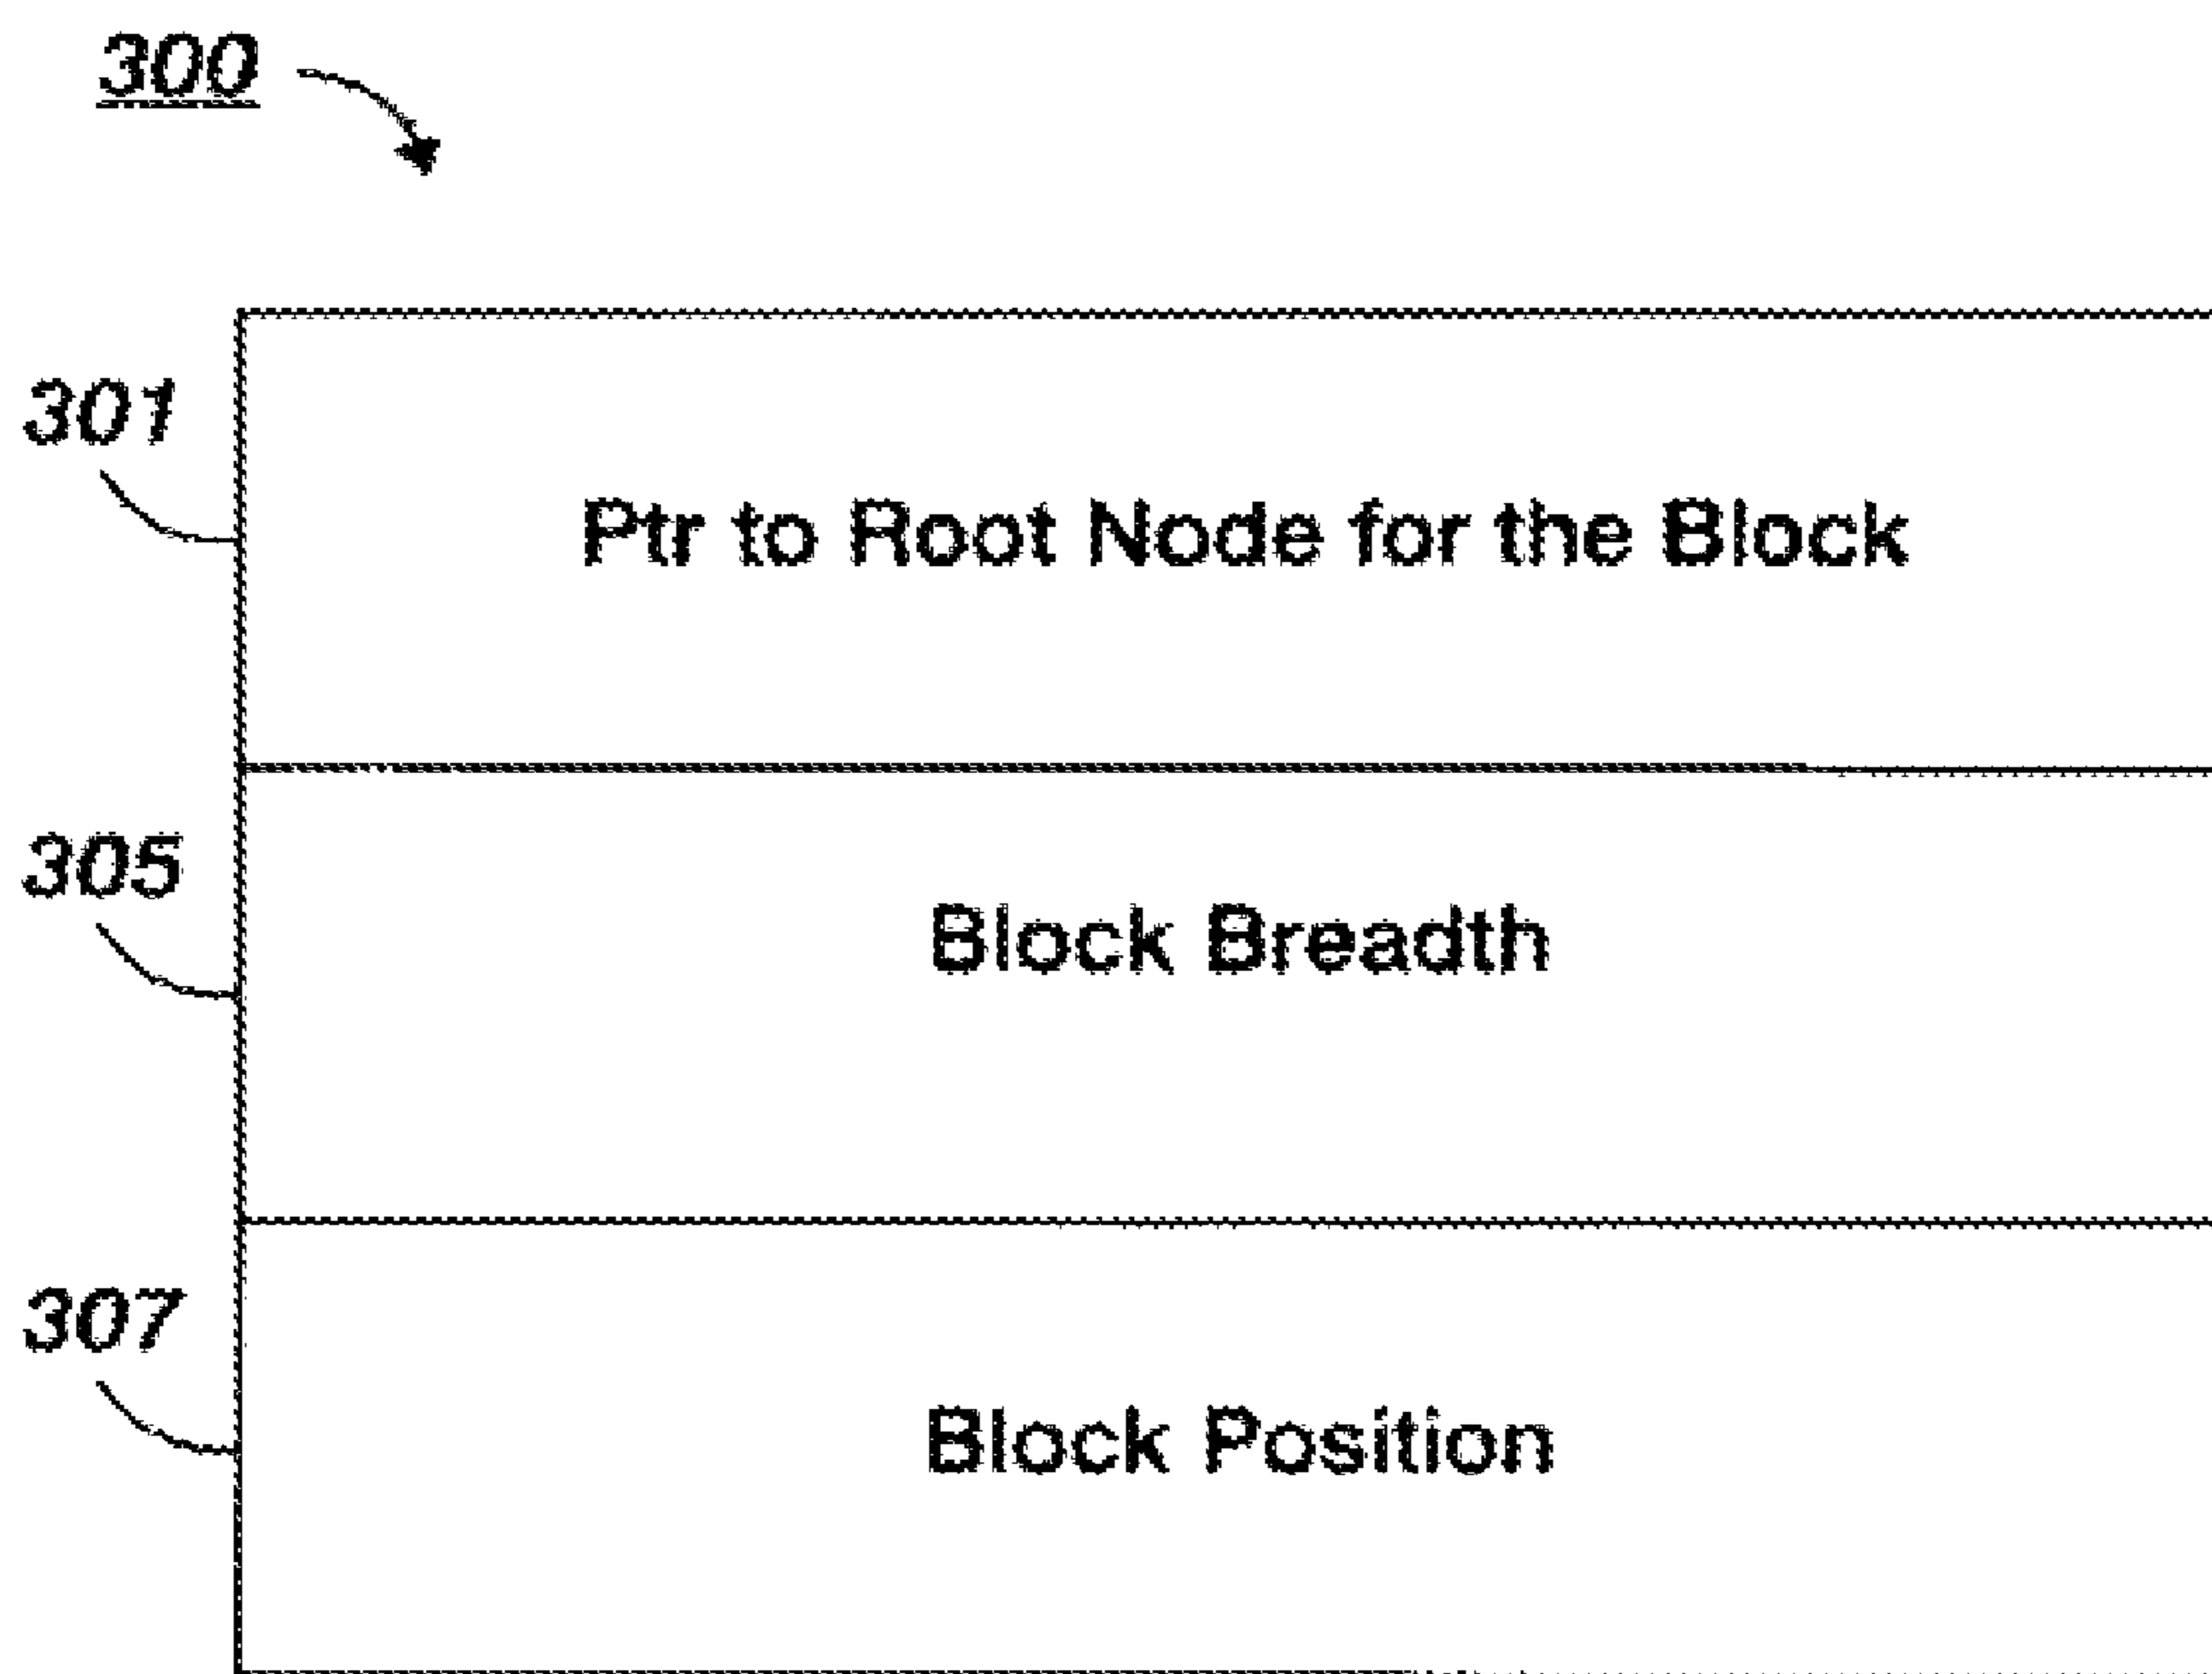 300
301
Ptr to Root Node for the Block
305
Block Breadth
307
Block Position